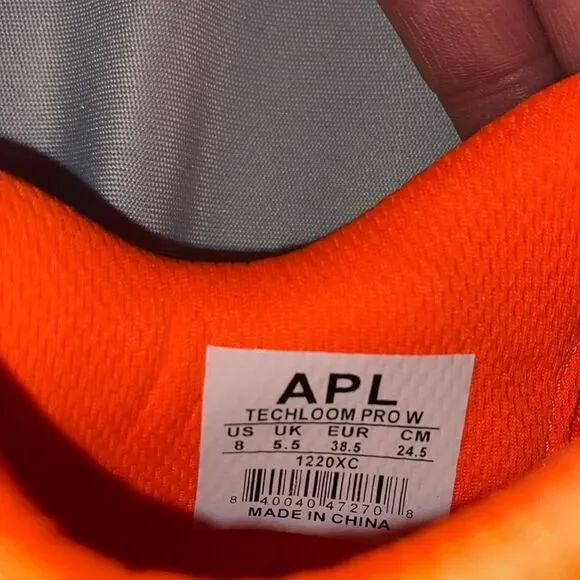 APL
TECHLOOM PRO W
US UK EUR CM
8 5.5 38.5 24.5
1220XC
8 40040 47270 8
MADE IN CHINA